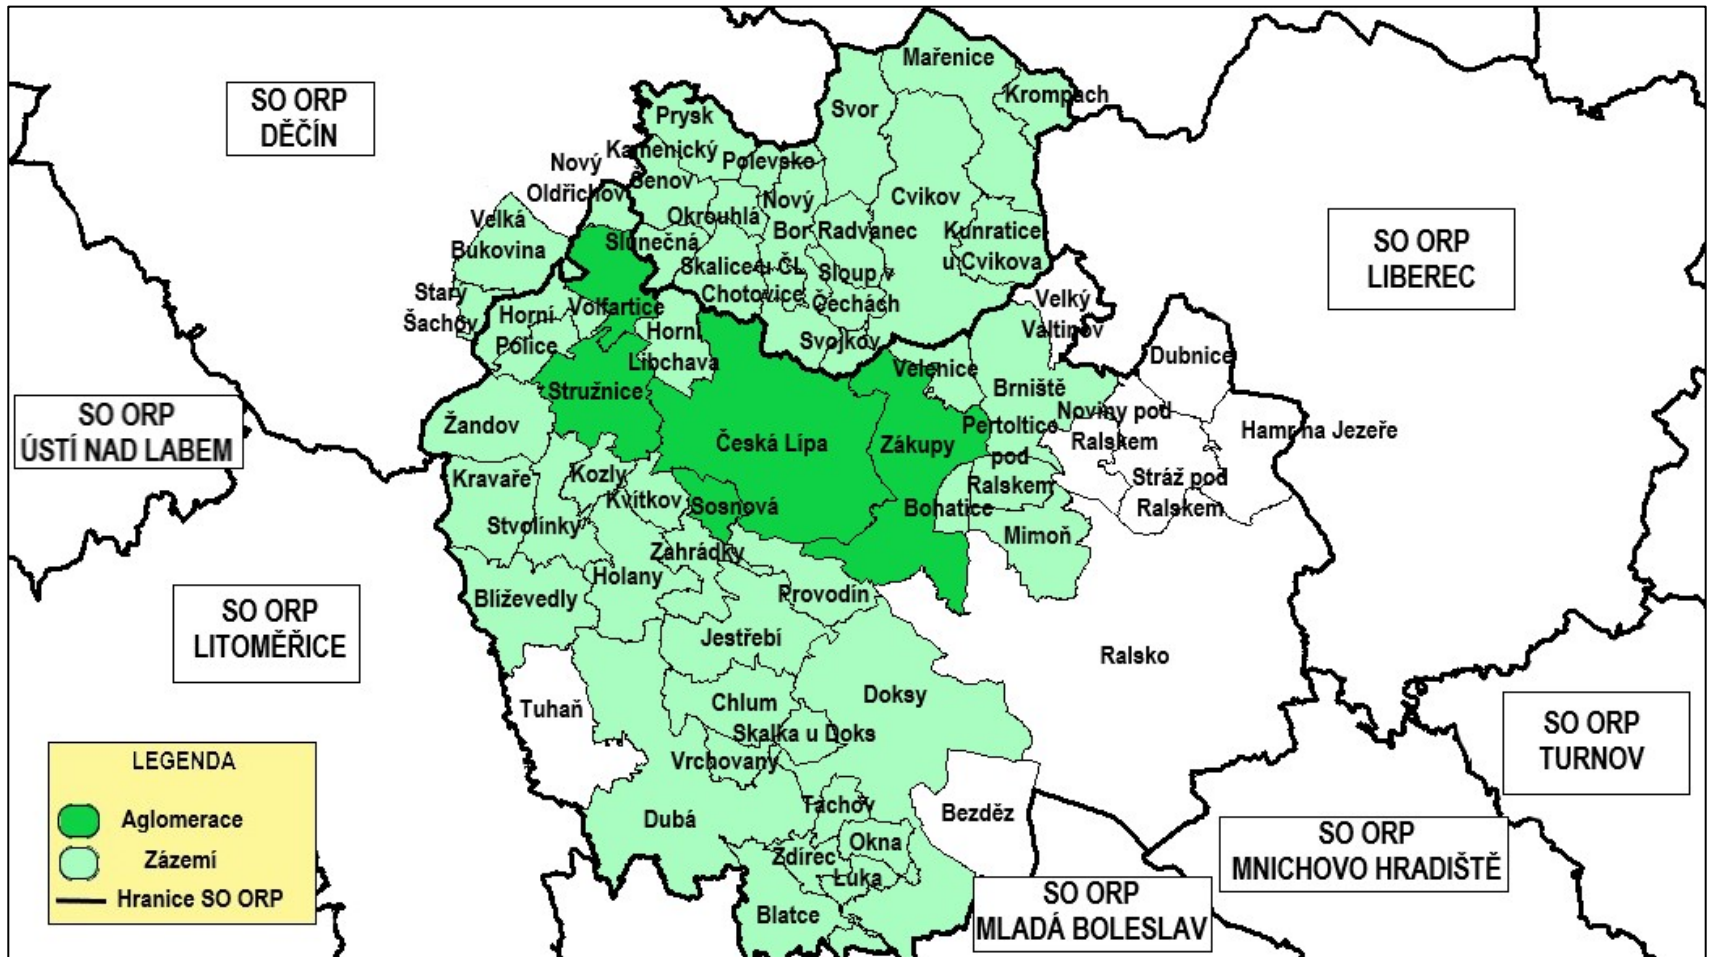 Mařenice
Krompach
Svor
SO ORP
DĚČÍN
Prysk
Kamenický
Šenov
Polevsko
Nový
Oldřichov
Cvikov
Nový
Bor
Okrouhlá
Radvanec
Kunratice
u Cvikova
Velká
Bukovina
Slunečná
SO ORP
LIBEREC
Skalice u ČL
Sloup v
Čechách
Chotovice
Starý
Šachov
Volfartice
Horní
Police
Velký
Valtinov
Horní
Libchava
Svojkov
Dubnice
Velenice
Stružnice
Brniště
SO ORP
ÚSTÍ NAD LABEM
Žandov
Česká Lípa
Zákupy
Pertoltice
pod
Ralskem
Noviny pod
Ralskem
Hamr na Jezeře
Kravaře
Kozly
Kvítkov
Stráž pod
Ralskem
Sosnová
Bohatice
Stvolínky
Mimoň
Zahrádky
Holany
Blíževedly
Provodín
SO ORP
LITOMĚŘICE
Jestřebí
Ralsko
Tuhaň
Chlum
Doksy
Skalka u Doks
SO ORP
TURNOV
Vrchovany
LEGENDA
Aglomerace
Zázemí
Hranice SO ORP
Dubá
Tachov
Bezděz
Okna
Zdírec
Luka
SO ORP
MNICHOVO HRADIŠTĚ
Blatce
SO ORP
MLADÁ BOLESLAV